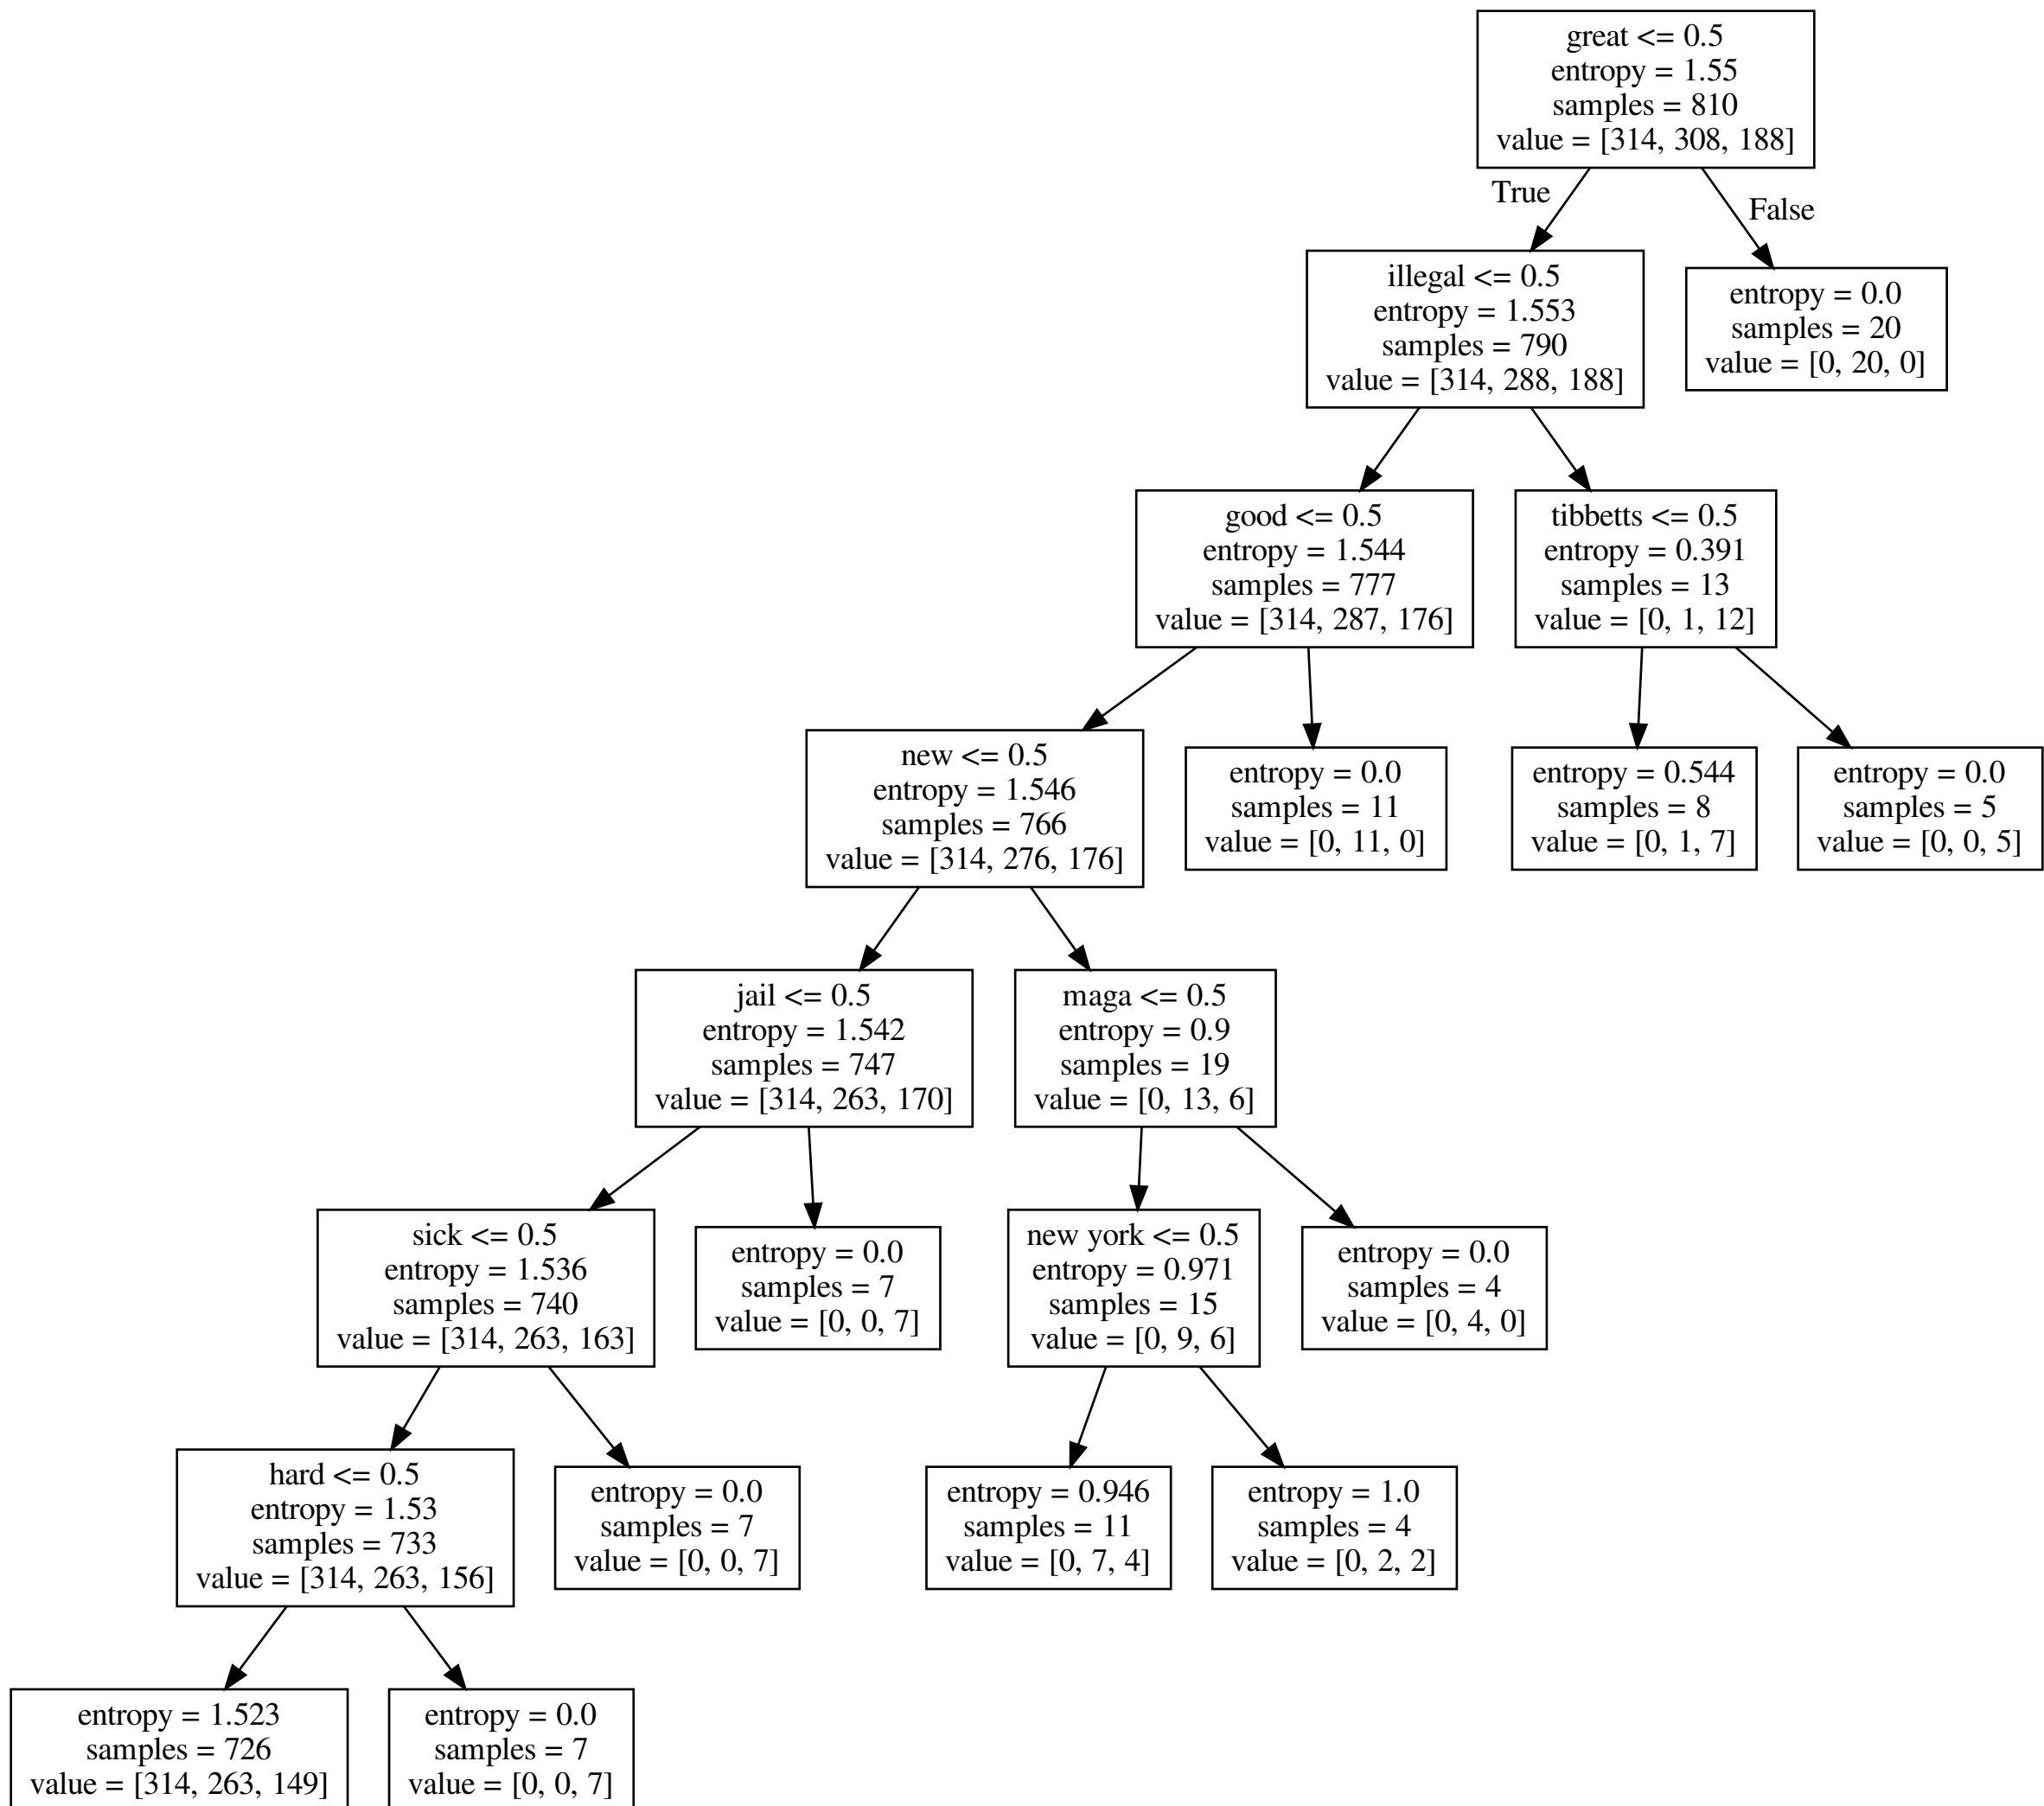 great <= 0.5
entropy = 1.55
samples = 810
value = [314, 308, 188]
True
False
illegal <= 0.5
entropy = 1.553
samples = 790
value = [314, 288, 188]
entropy = 0.0
samples = 20
value = [0, 20, 0]
good <= 0.5
entropy = 1.544
samples = 777
value = [314, 287, 176]
tibbetts <= 0.5
entropy = 0.391
samples = 13
value = [0, 1, 12]
new <= 0.5
entropy = 1.546
samples = 766
value = [314, 276, 176]
entropy = 0.0
samples = 11
value = [0, 11, 0]
entropy = 0.544
samples = 8
value = [0, 1, 7]
entropy = 0.0
samples = 5
value = [0, 0, 5]
jail <= 0.5
entropy = 1.542
samples = 747
value = [314, 263, 170]
maga <= 0.5
entropy = 0.9
samples = 19
value = [0, 13, 6]
sick <= 0.5
entropy = 1.536
samples = 740
value = [314, 263, 163]
entropy = 0.0
samples = 7
value = [0, 0, 7]
new york <= 0.5
entropy = 0.971
samples = 15
value = [0, 9, 6]
entropy = 0.0
samples = 4
value = [0, 4, 0]
hard <= 0.5
entropy = 1.53
samples = 733
value = [314, 263, 156]
entropy = 0.0
samples = 7
value = [0, 0, 7]
entropy = 0.946
samples = 11
value = [0, 7, 4]
entropy = 1.0
samples = 4
value = [0, 2, 2]
entropy = 1.523
samples = 726
value = [314, 263, 149]
entropy = 0.0
samples = 7
value = [0, 0, 7]